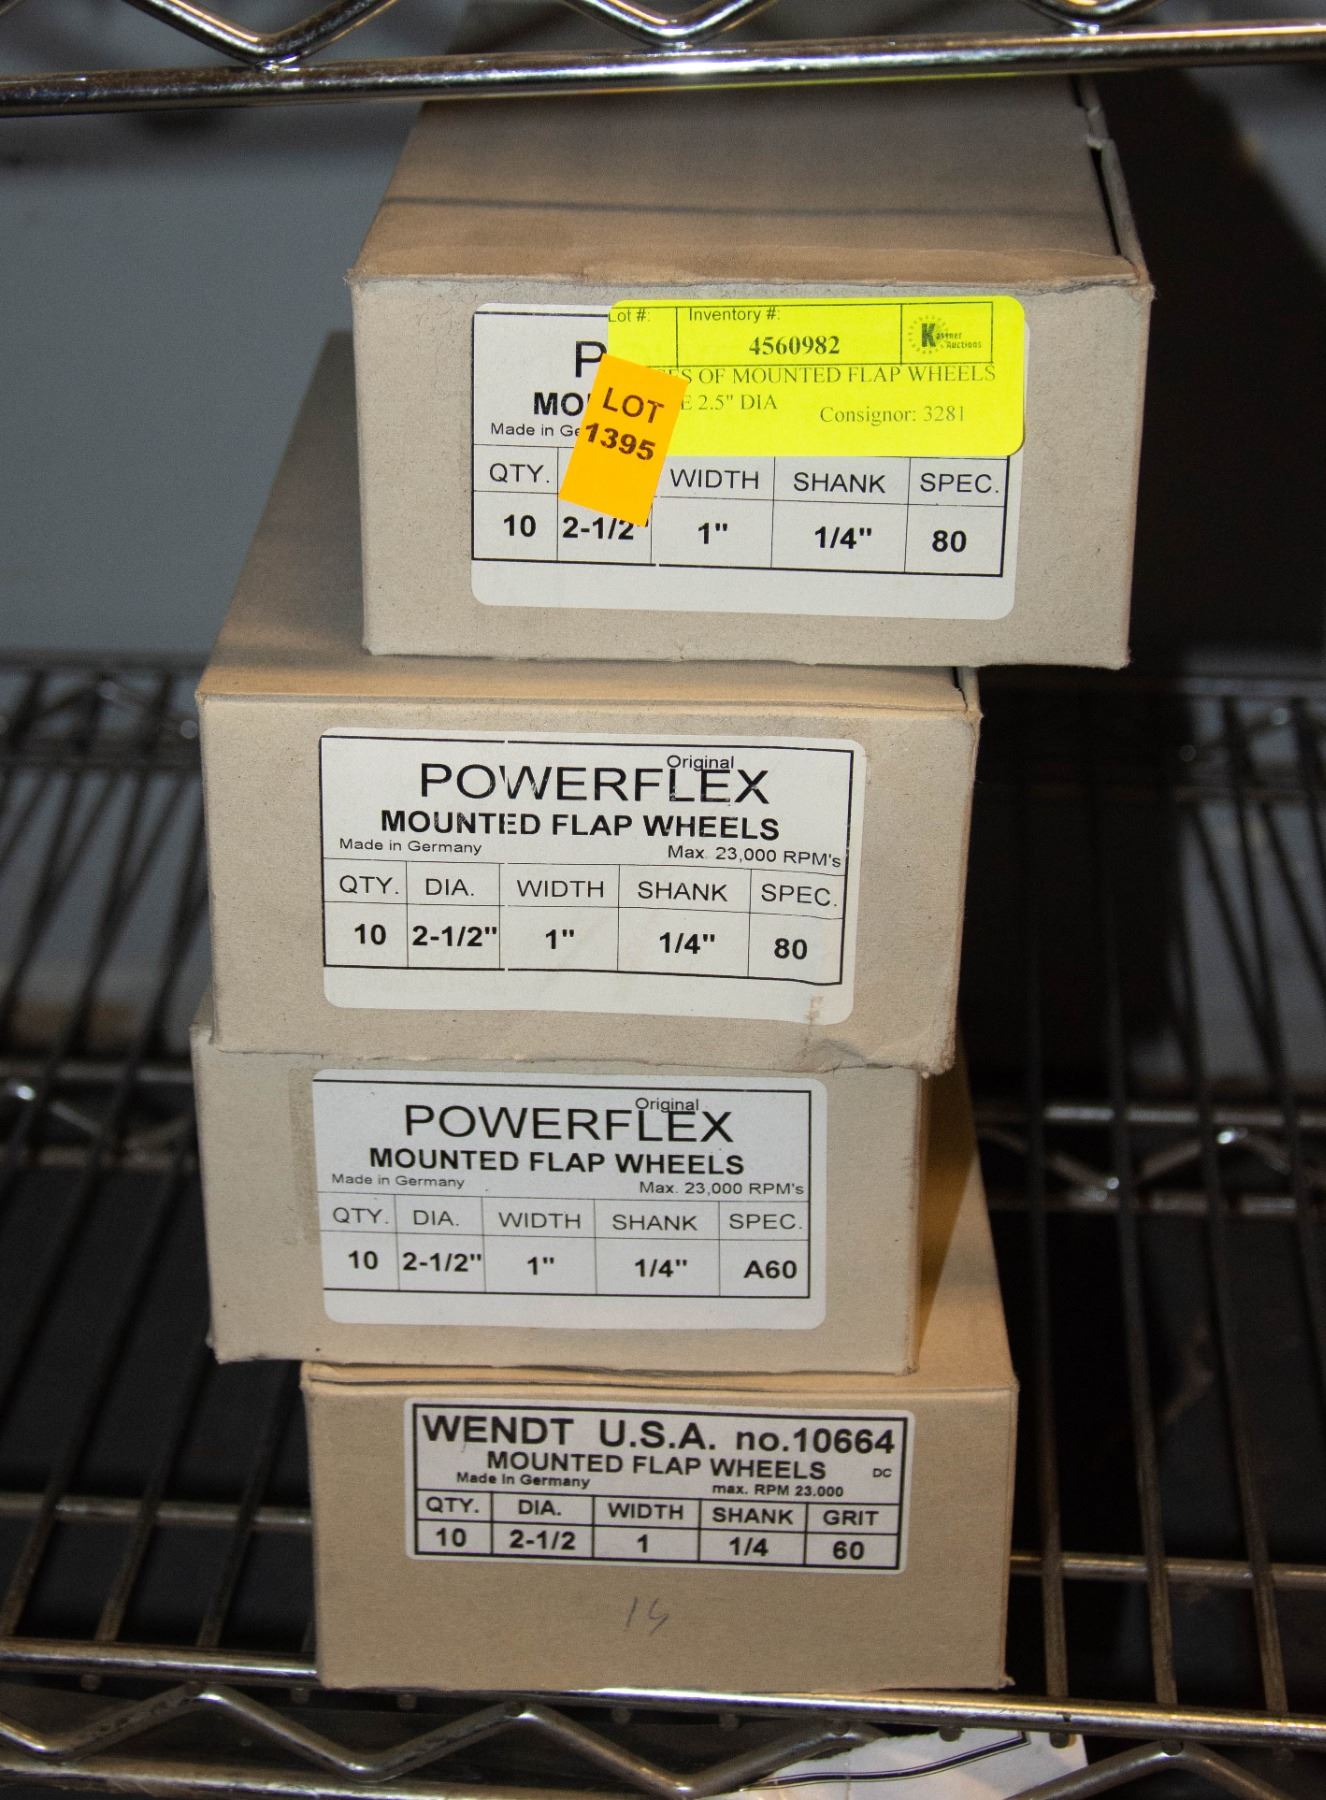 Lot #: Inventory #:
4560982
Kastner Auctions
OF MOUNTED FLAP WHEELS
2.5" DIA
Consignor: 3281
LOT
1395
Made in
QTY. WIDTH SHANK SPEC.
10 2-1/2" 1" 1/4" 80
Original
POWERFLEX
MOUNTED FLAP WHEELS
Made in Germany Max. 23,000 RPM's
QTY. DIA. WIDTH SHANK SPEC.
10 2-1/2" 1" 1/4" 80
Original
POWERFLEX
MOUNTED FLAP WHEELS
Made in Germany Max. 23,000 RPM's
QTY. DIA. WIDTH SHANK SPEC.
10 2-1/2" 1" 1/4" A60
WENDT U.S.A. no.10664
MOUNTED FLAP WHEELS DC
Made In Germany max. RPM 23.000
QTY. DIA. WIDTH SHANK GRIT
10 2-1/2 1 1/4 60